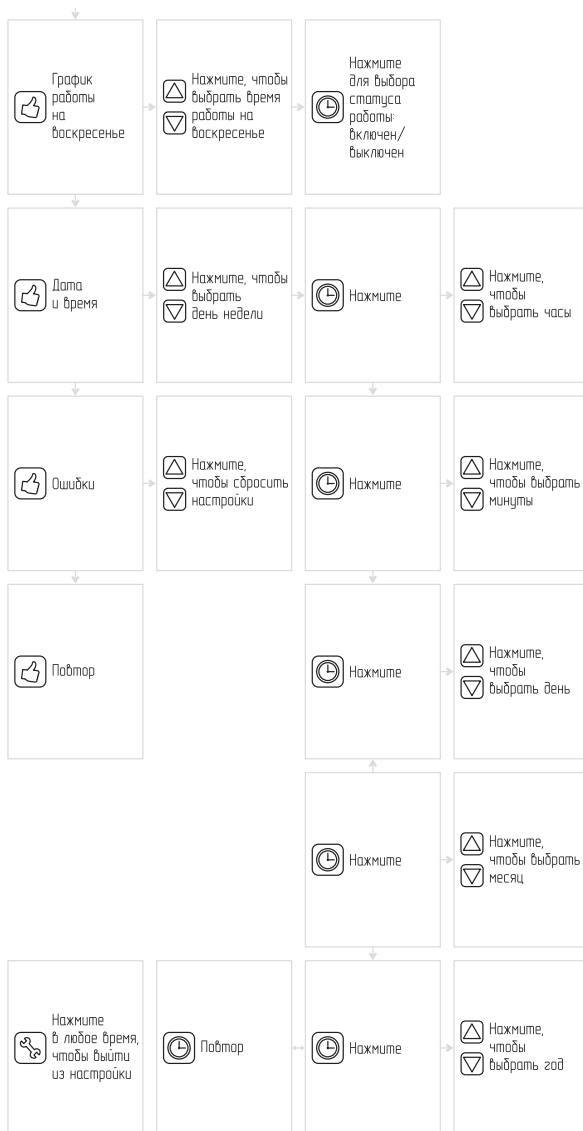 График
работы
на
воскресенье
Нажмите, чтобы
выбрать время
работы на
воскресенье
Нажмите
для выбора
статуса
работы:
включен/
выключен
Дата
и время
Нажмите, чтобы
выбрать
день недели
Нажмите
Нажмите,
чтобы
выбрать часы
Ошибки
Нажмите,
чтобы сбросить
настройки
Нажмите
Нажмите,
чтобы выбрать
минуты
Повтор
Нажмите
Нажмите,
чтобы
выбрать день
Нажмите
Нажмите,
чтобы выбрать
месяц
Нажмите
в любое время,
чтобы выйти
из настройки
Повтор
Нажмите
Нажмите,
чтобы
выбрать год